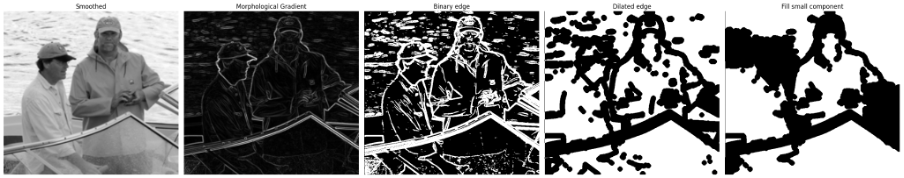 Smoothed
Morphological Gradient
Binary edge
Dilated edge
Fill small component